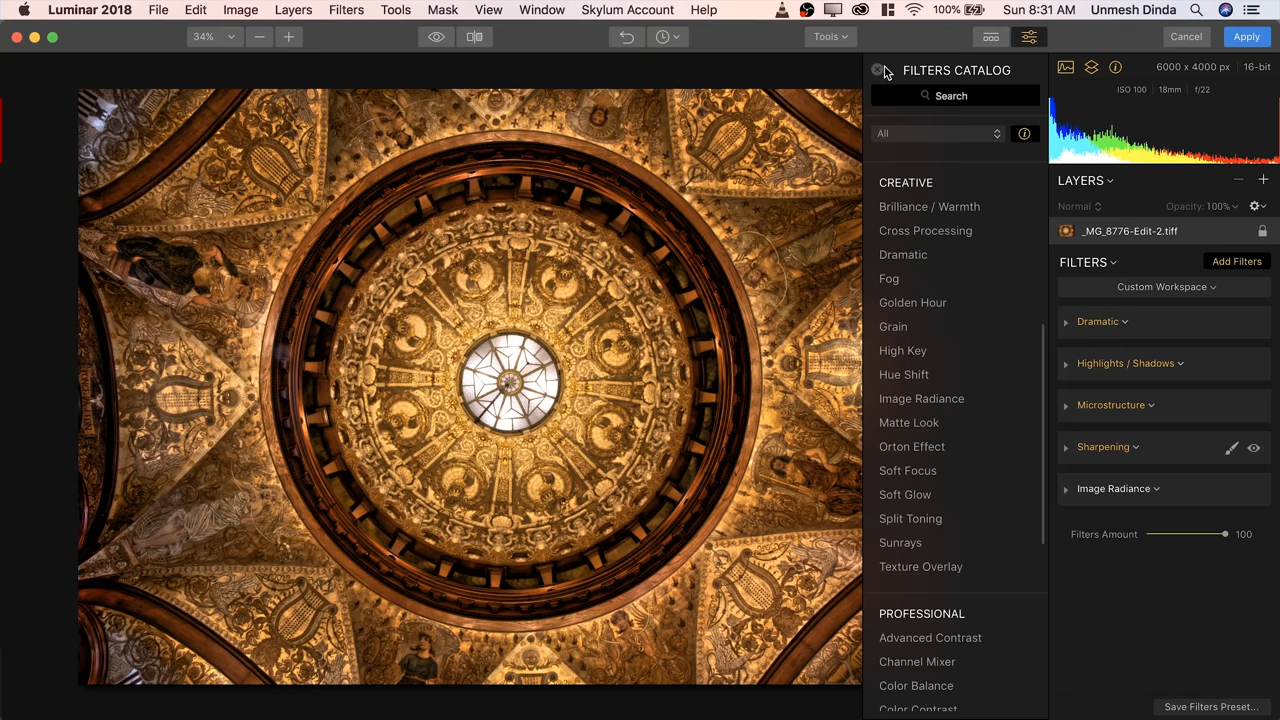 Luminar 2018 File Edit Image Layers Filters Tools Mask View Window Skylum Account Help 100% Sun 8:31 AM Unmesh Dinda
34% Tools Cancel Apply
FILTERS CATALOG
Search
All
CREATIVE
Brilliance / Warmth
Cross Processing
Dramatic
Fog
Golden Hour
Grain
High Key
Hue Shift
Image Radiance
Matte Look
Orton Effect
Soft Focus
Soft Glow
Split Toning
Sunrays
Texture Overlay
PROFESSIONAL
Advanced Contrast
Channel Mixer
Color Balance
Color Contrast
6000 x 4000 px 16-bit
ISO 100 18mm f/22
LAYERS
Normal Opacity: 100%
_MG_8776-Edit-2.tiff
FILTERS Add Filters
Custom Workspace
Dramatic
Highlights / Shadows
Microstructure
Sharpening
Image Radiance
Filters Amount 100
Save Filters Preset...